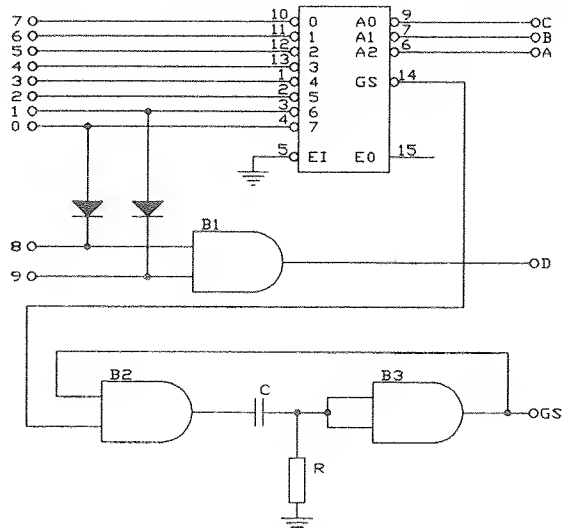 7 10 0 A0 9 C
6 11 1 A1 7 B
5 12 2 A2 6 A
4 13 3
3 1 4 GS 14
2 2 5
1 3 6
0 4 7
5 EI E0 15
B1
8
D
9
B2 C B3
GS
R